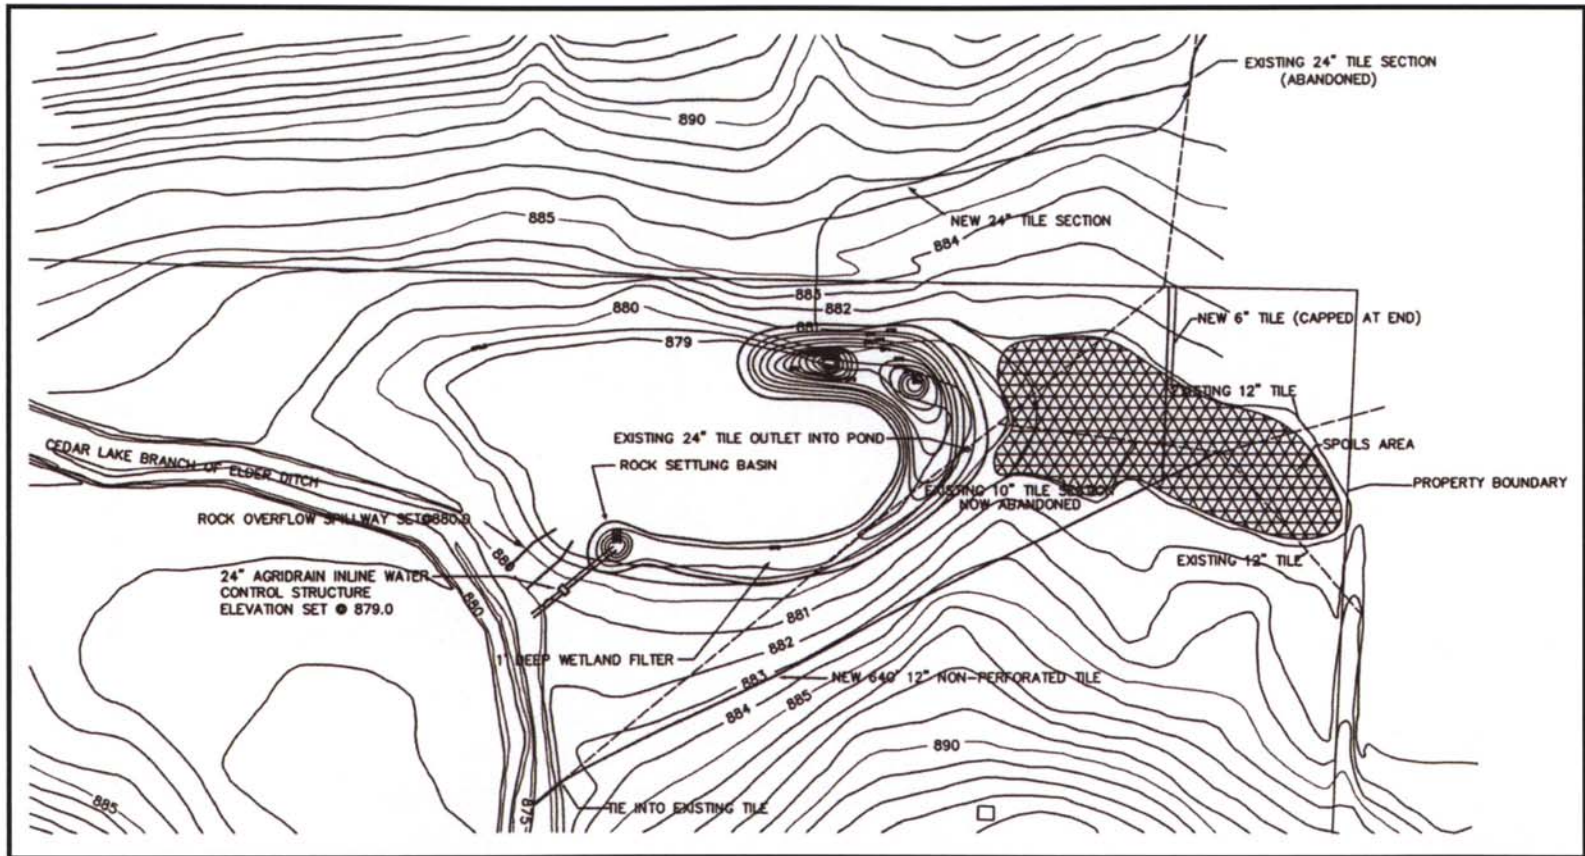 EXISTING 24" TILE SECTION
(ABANDONED)
890
885
NEW 24" TILE SECTION
884
883
882
881
880
879
NEW 6" TILE (CAPPED AT END)
EXISTING 12" TILE
EXISTING 24" TILE OUTLET INTO POND
SPOILS AREA
CEDAR LAKE BRANCH OF ELDER DITCH
ROCK SETTLING BASIN
PROPERTY BOUNDARY
EXISTING 10" TILE SECTION
NOW ABANDONED
ROCK OVERFLOW SPILLWAY SET@880.0
880
EXISTING 12" TILE
24" AGRIDRAIN INLINE WATER
CONTROL STRUCTURE
ELEVATION SET @ 879.0
880
881
882
1' DEEP WETLAND FILTER
883
NEW 640' 12" NON-PERFORATED TILE
884
885
890
885
875
TIE INTO EXISTING TILE